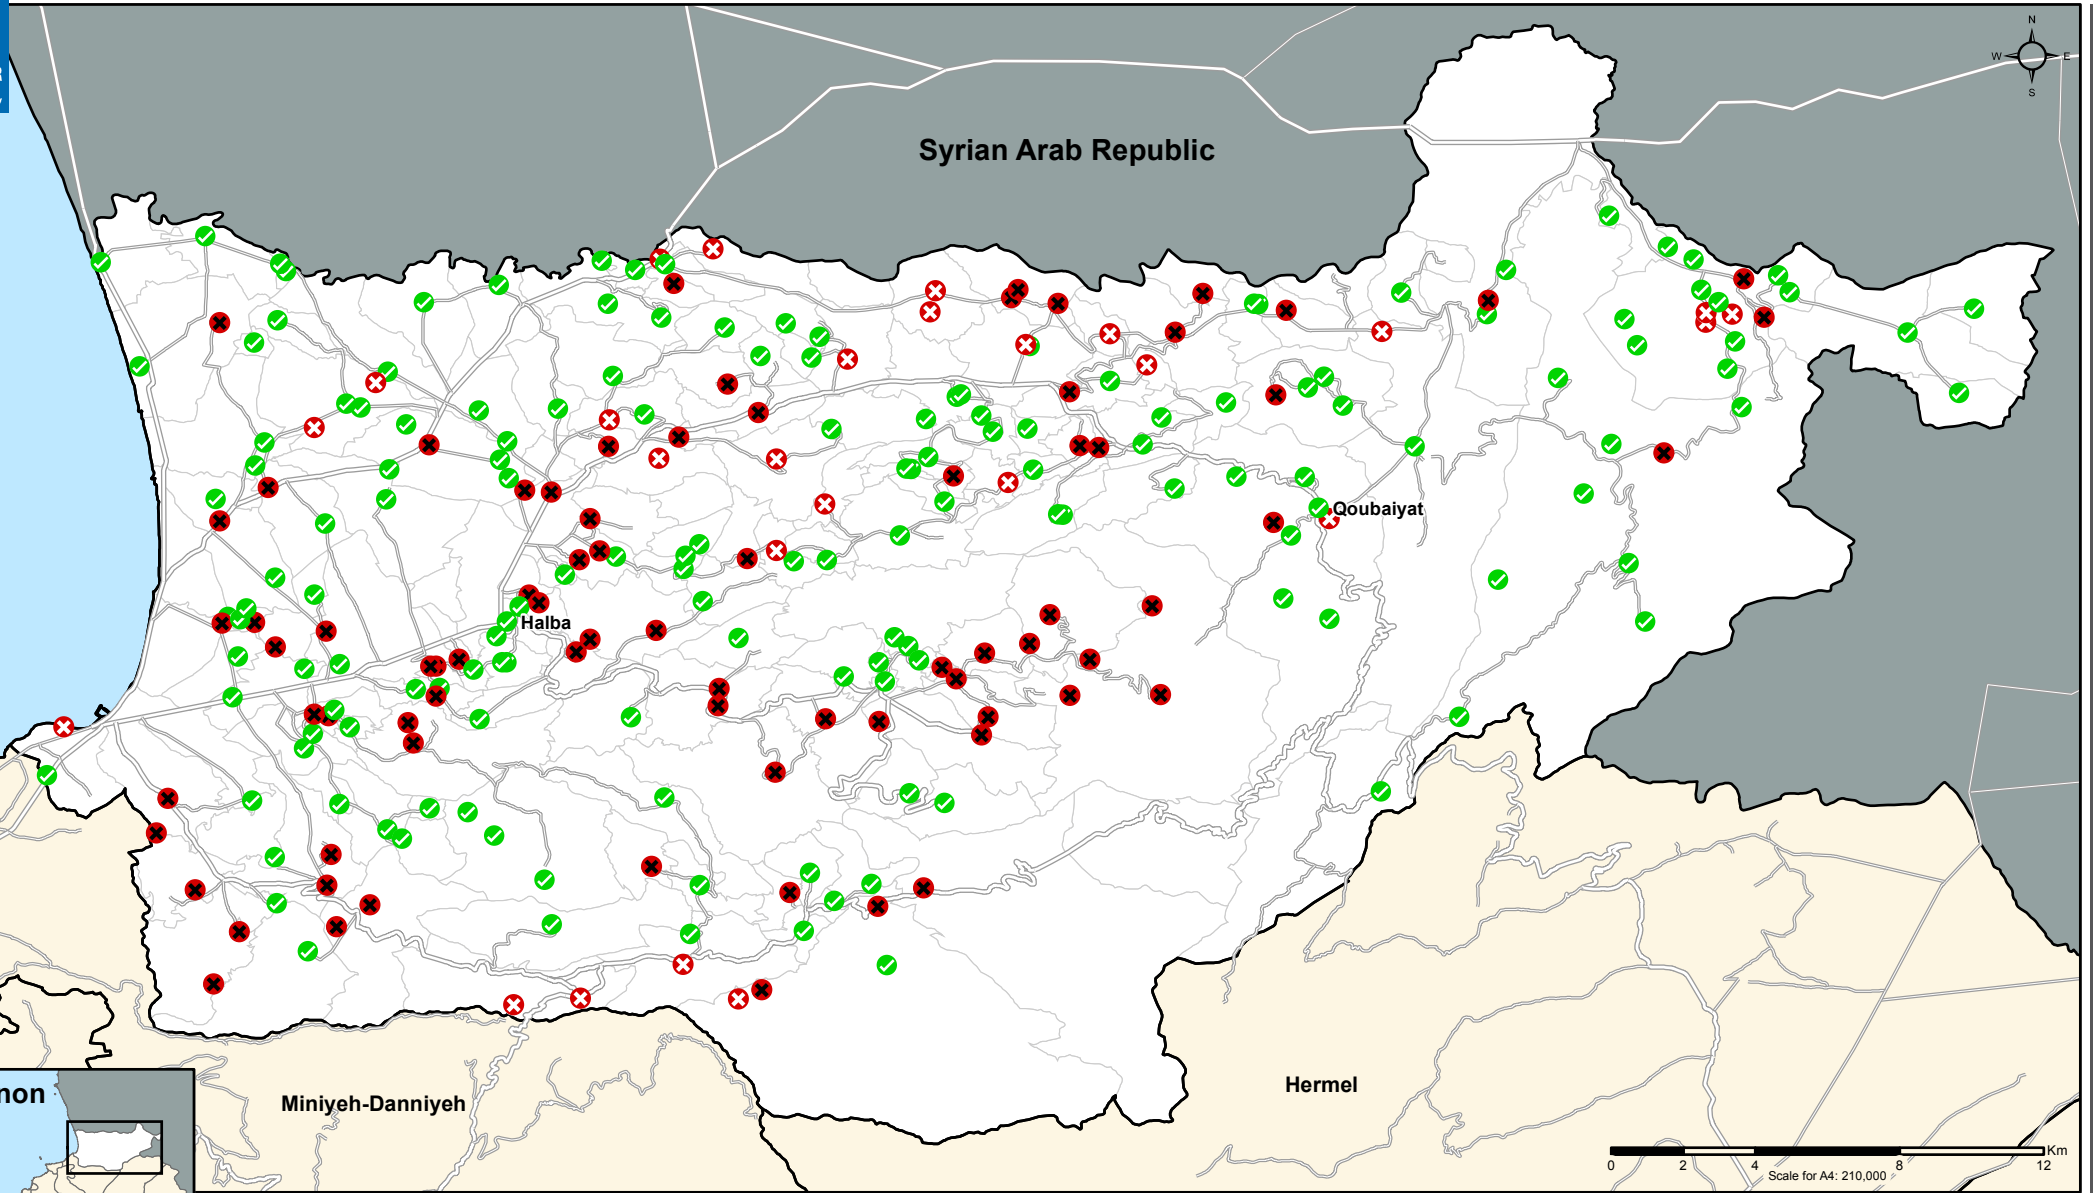 N
W E
S
Syrian Arab Republic
Qoubaiyat
Halba
non
Miniyeh-Danniyeh
Hermel
Km
0 2 4 8 12
Scale for A4: 210,000